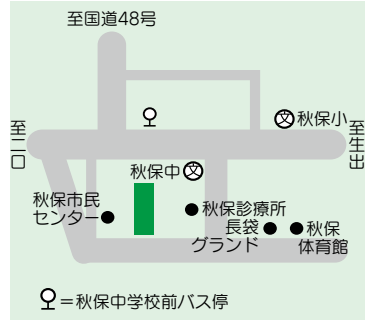 至国道48号
文秋保小
至二口
至生出
秋保中文
秋保市民
センター
秋保診療所
長袋
グランド
秋保
体育館
=秋保中学校前バス停